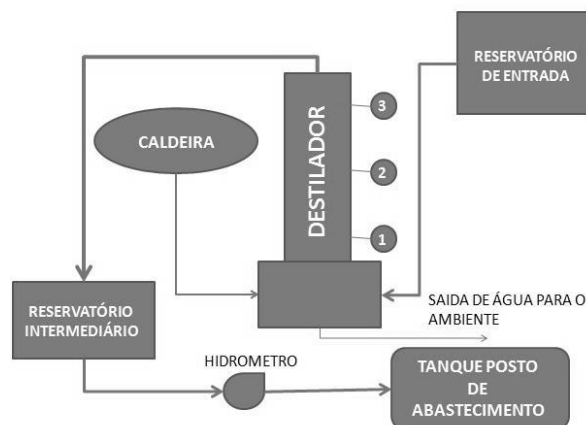 RESERVATÓRIO
DE ENTRADA
3
CALDEIRA
DESTILADOR
2
1
RESERVATÓRIO
INTERMEDIÁRIO
SAIDA DE ÁGUA PARA O
AMBIENTE
HIDROMETRO
TANQUE POSTO
DE
ABASTECIMENTO